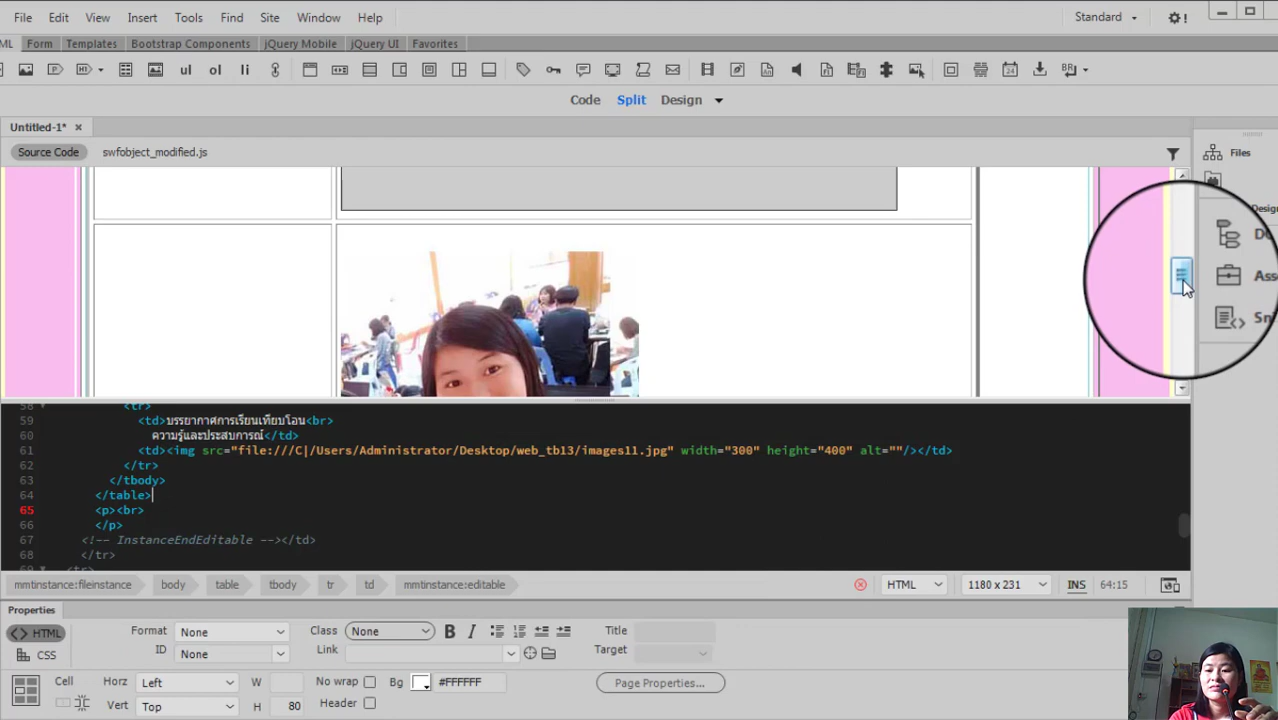 File Edit View Insert Tools Find Site Window Help
Standard
Form Templates Bootstrap Components jQuery Mobile jQuery UI Favorites
ul ol li
Code Split Design
Untitled-1*
Source Code swfobject_modified.js
Files
58 <tr>
59 <td>บรรยากาศการเรียนเทียบโอน<br>
60 ความรู้และประสบการณ์</td>
61 <td><img src="file:///C|/Users/Administrator/Desktop/web_tb13/images11.jpg" width="300" height="400" alt=""/></td>
62 </tr>
63 </tbody>
64 </table>
65 <p><br>
66 </p>
67 <!-- InstanceEndEditable --></td>
68 </tr>
69 <tr>
mmtinstance:fileinstance body table tbody tr td mmtinstance:editable
HTML 1180 x 231 INS 64:15
Properties
<> HTML Format None Class None B I Title
CSS ID None Link Target
Cell Horz Left W No wrap Bg #FFFFFF Page Properties...
Vert Top H 80 Header